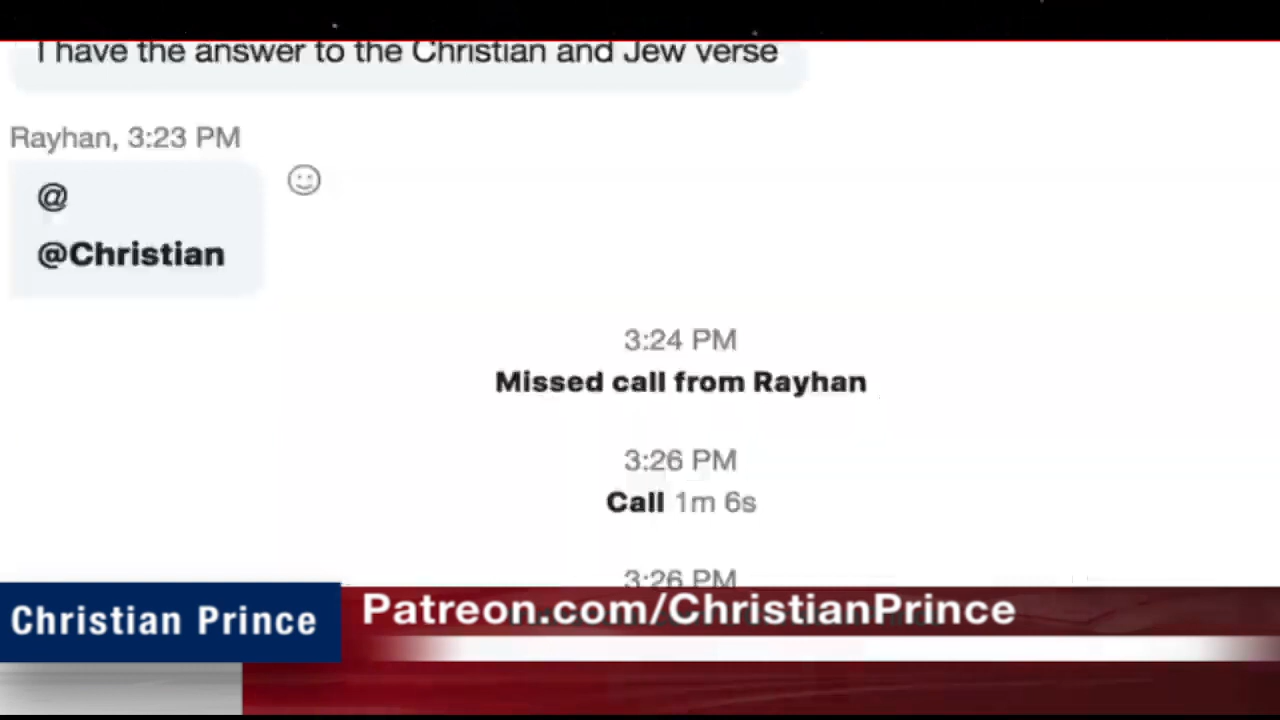 I have the answer to the Christian and Jew verse
Rayhan, 3:23 PM
@
@Christian
3:24 PM
Missed call from Rayhan
3:26 PM
Call 1m 6s
3:26 PM
Christian Prince
Patreon.com/ChristianPrince